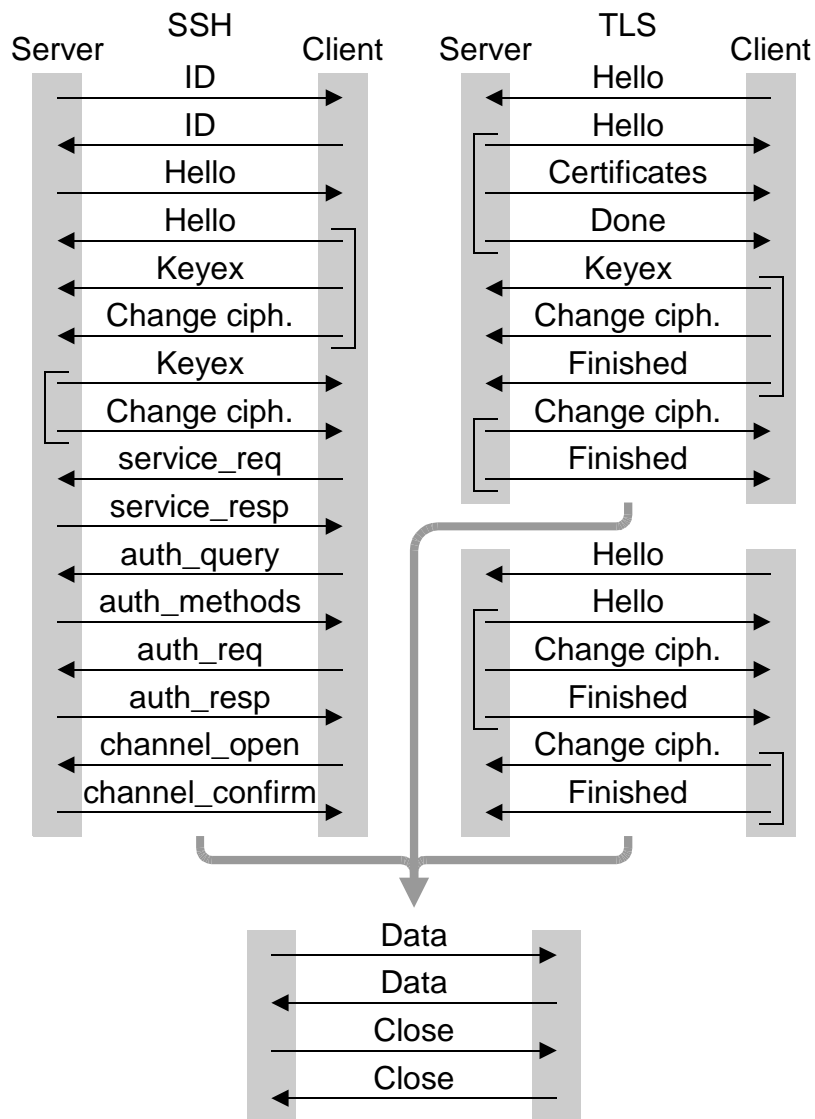 SSH
Server
Client
ID
ID
Hello
Hello
Keyex
Change ciph.
Keyex
Change ciph.
service_req
service_resp
auth_query
auth_methods
auth_req
auth_resp
channel_open
channel_confirm
TLS
Server
Client
Hello
Hello
Certificates
Done
Keyex
Change ciph.
Finished
Change ciph.
Finished
Hello
Hello
Change ciph.
Finished
Change ciph.
Finished
Data
Data
Close
Close